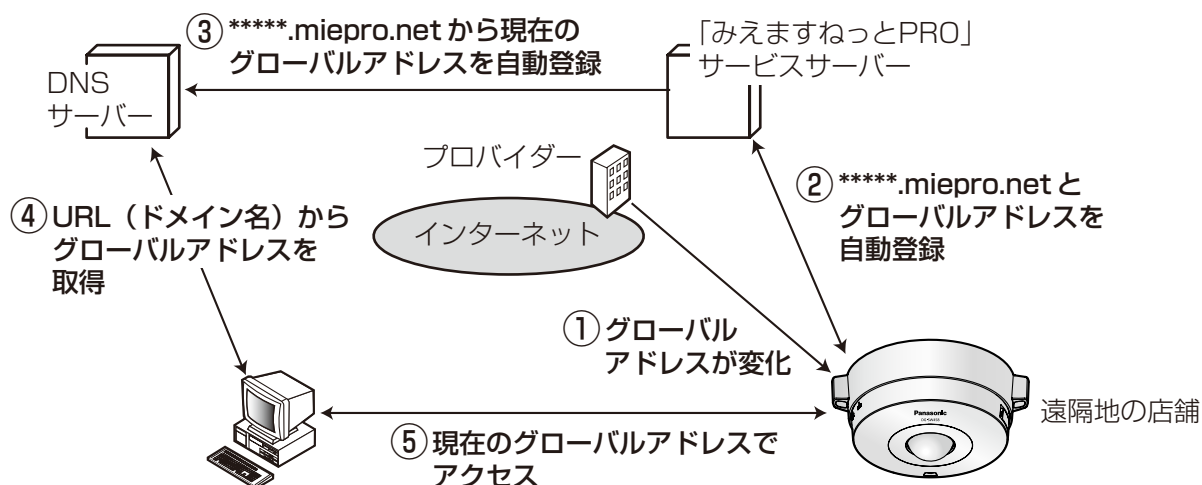 ③*****.miepro.net から現在の
グローバルアドレスを自動登録
「みえますねっとPRO」
サービスサーバー
DNS
サーバー
プロバイダー
②*****.miepro.net と
グローバルアドレスを
自動登録
④URL（ドメイン名）から
グローバルアドレスを
取得
インターネット
①グローバル
アドレスが変化
Panasonic
遠隔地の店舗
⑤現在のグローバルアドレスで
アクセス